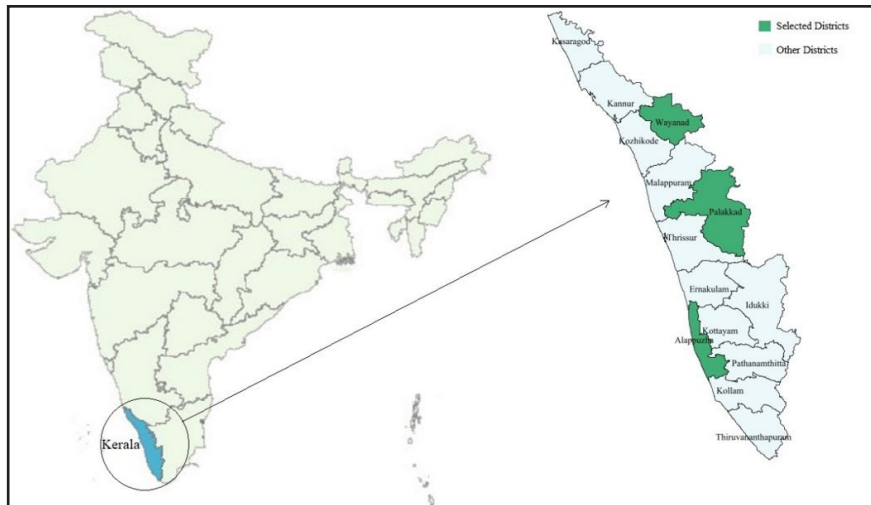 Selected Districts
Other Districts
Kasaragod
Kannur
Wayanad
Kozhikode
Malappuram
Palakkad
Thrissur
Ernakulam
Idukki
Kottayam
Alappuzha
Pathanamthitta
Kollam
Thiruvananthapuram
Kerala